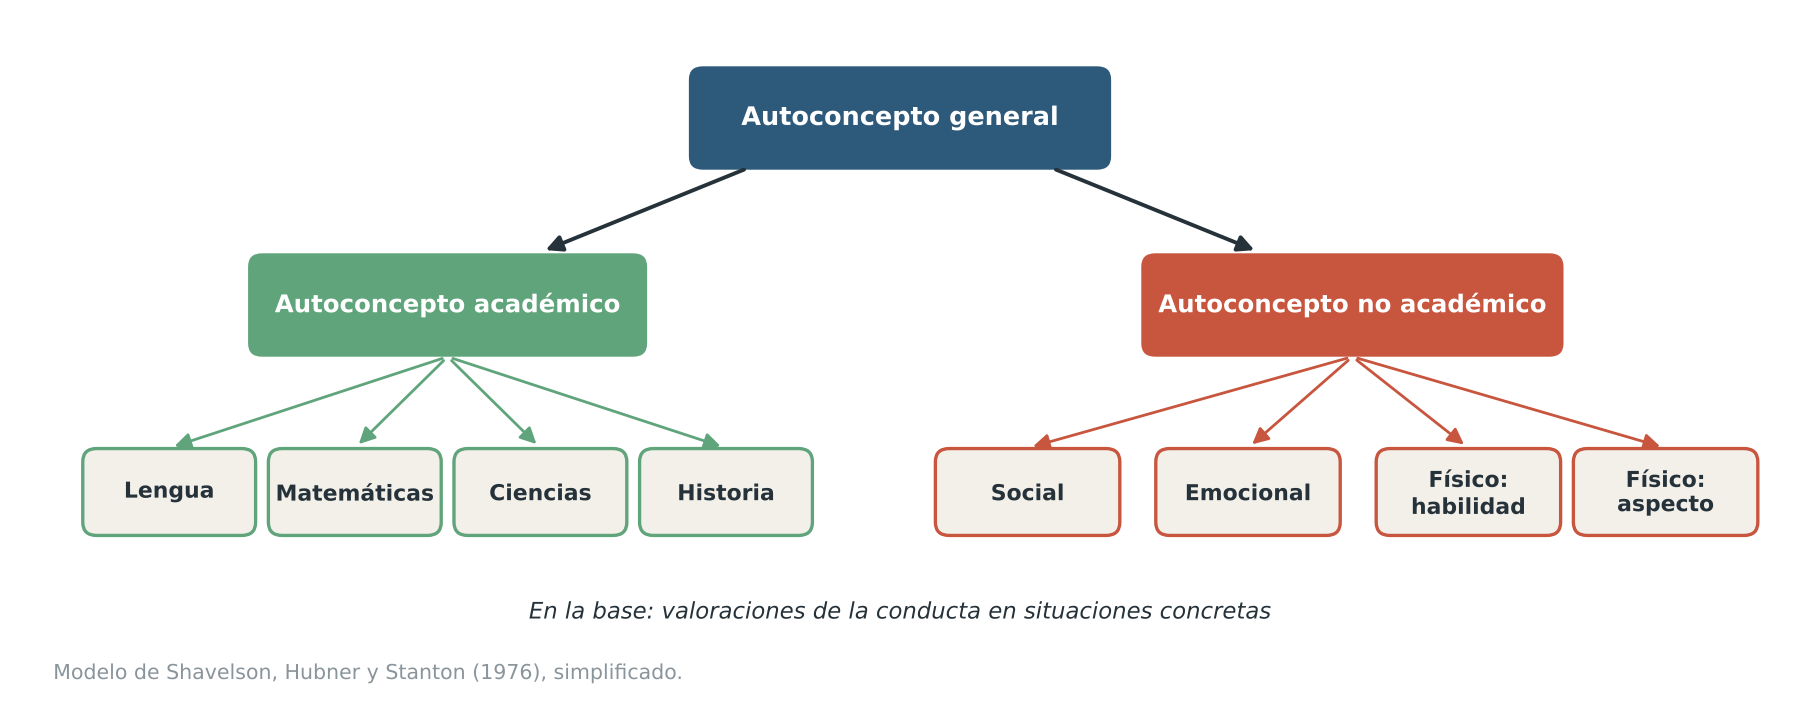 Autoconcepto general
Autoconcepto académico
Autoconcepto no académico
Lengua
Matemáticas
Ciencias
Historia
Social
Emocional
Físico:
habilidad
Físico:
aspecto
En la base: valoraciones de la conducta en situaciones concretas
Modelo de Shavelson, Hubner y Stanton (1976), simplificado.